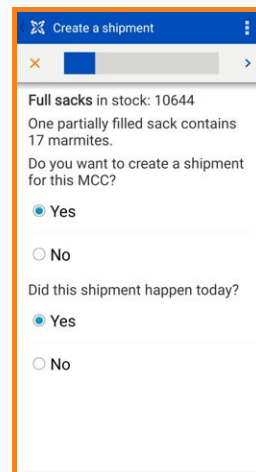 Create a shipment
Full sacks in stock: 10644
One partially filled sack contains
17 marmites.
Do you want to create a shipment
for this MCC?
Yes
No
Did this shipment happen today?
Yes
No